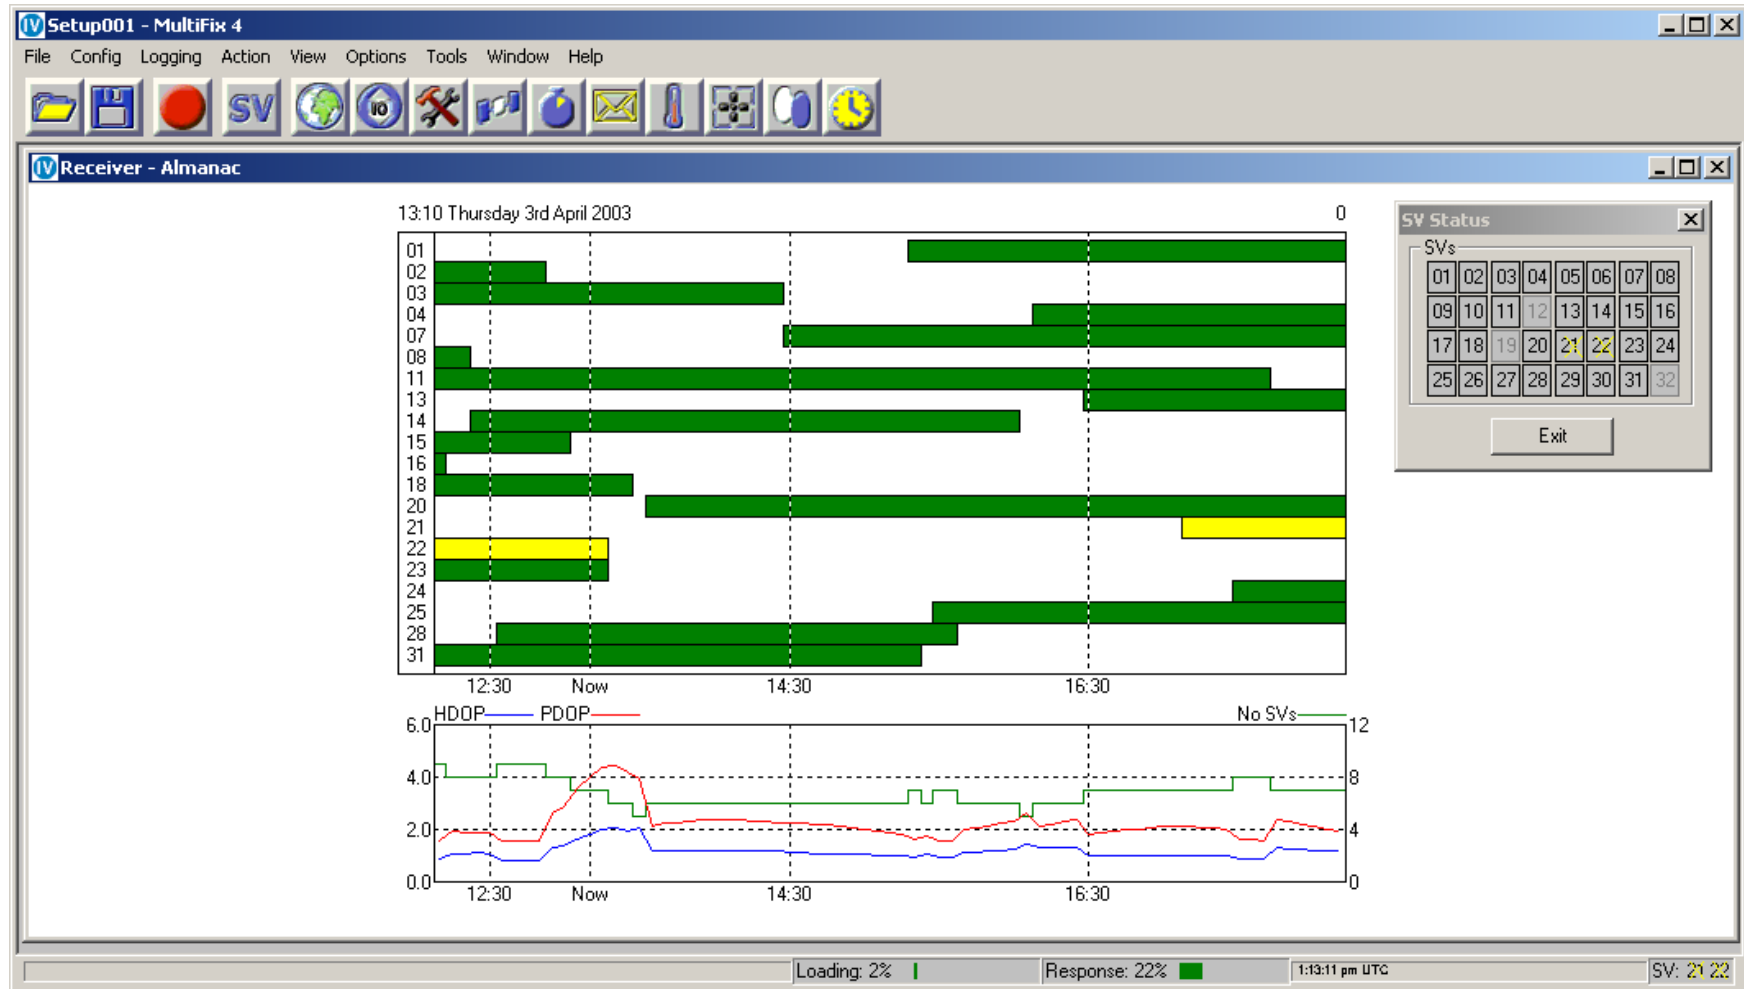 Setup001 - MultiFix 4
File Config Logging Action View Options Tools Window Help
SV IO
Receiver - Almanac
13:10 Thursday 3rd April 2003 0
01
02
03
04
07
08
11
13
14
15
16
18
20
21
22
23
24
25
28
31
12:30 Now 14:30 16:30
HDOP PDOP No SVs
6.0 12
4.0 8
2.0 4
0.0 0
12:30 Now 14:30 16:30
SV Status
SVs
01 02 03 04 05 06 07 08
09 10 11 12 13 14 15 16
17 18 19 20 21 22 23 24
25 26 27 28 29 30 31 32
Exit
Loading: 2% Response: 22% 1:13:11 pm UTC SV: 21 22